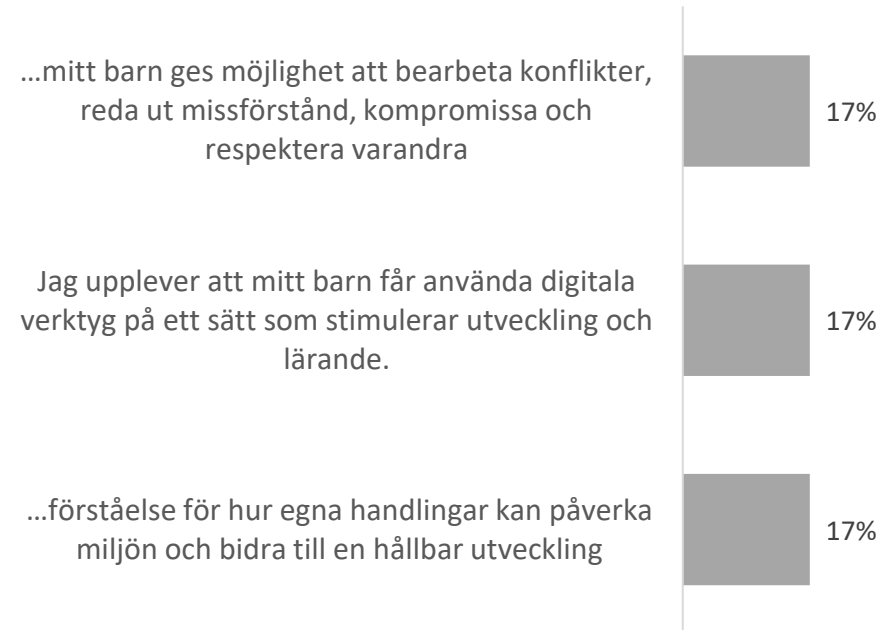 ...mitt barn ges möjlighet att bearbeta konflikter,
reda ut missförstånd, kompromissa och
respektera varandra
17%
Jag upplever att mitt barn får använda digitala
verktyg på ett sätt som stimulerar utveckling och
lärande.
17%
...förståelse för hur egna handlingar kan påverka
miljön och bidra till en hållbar utveckling
17%